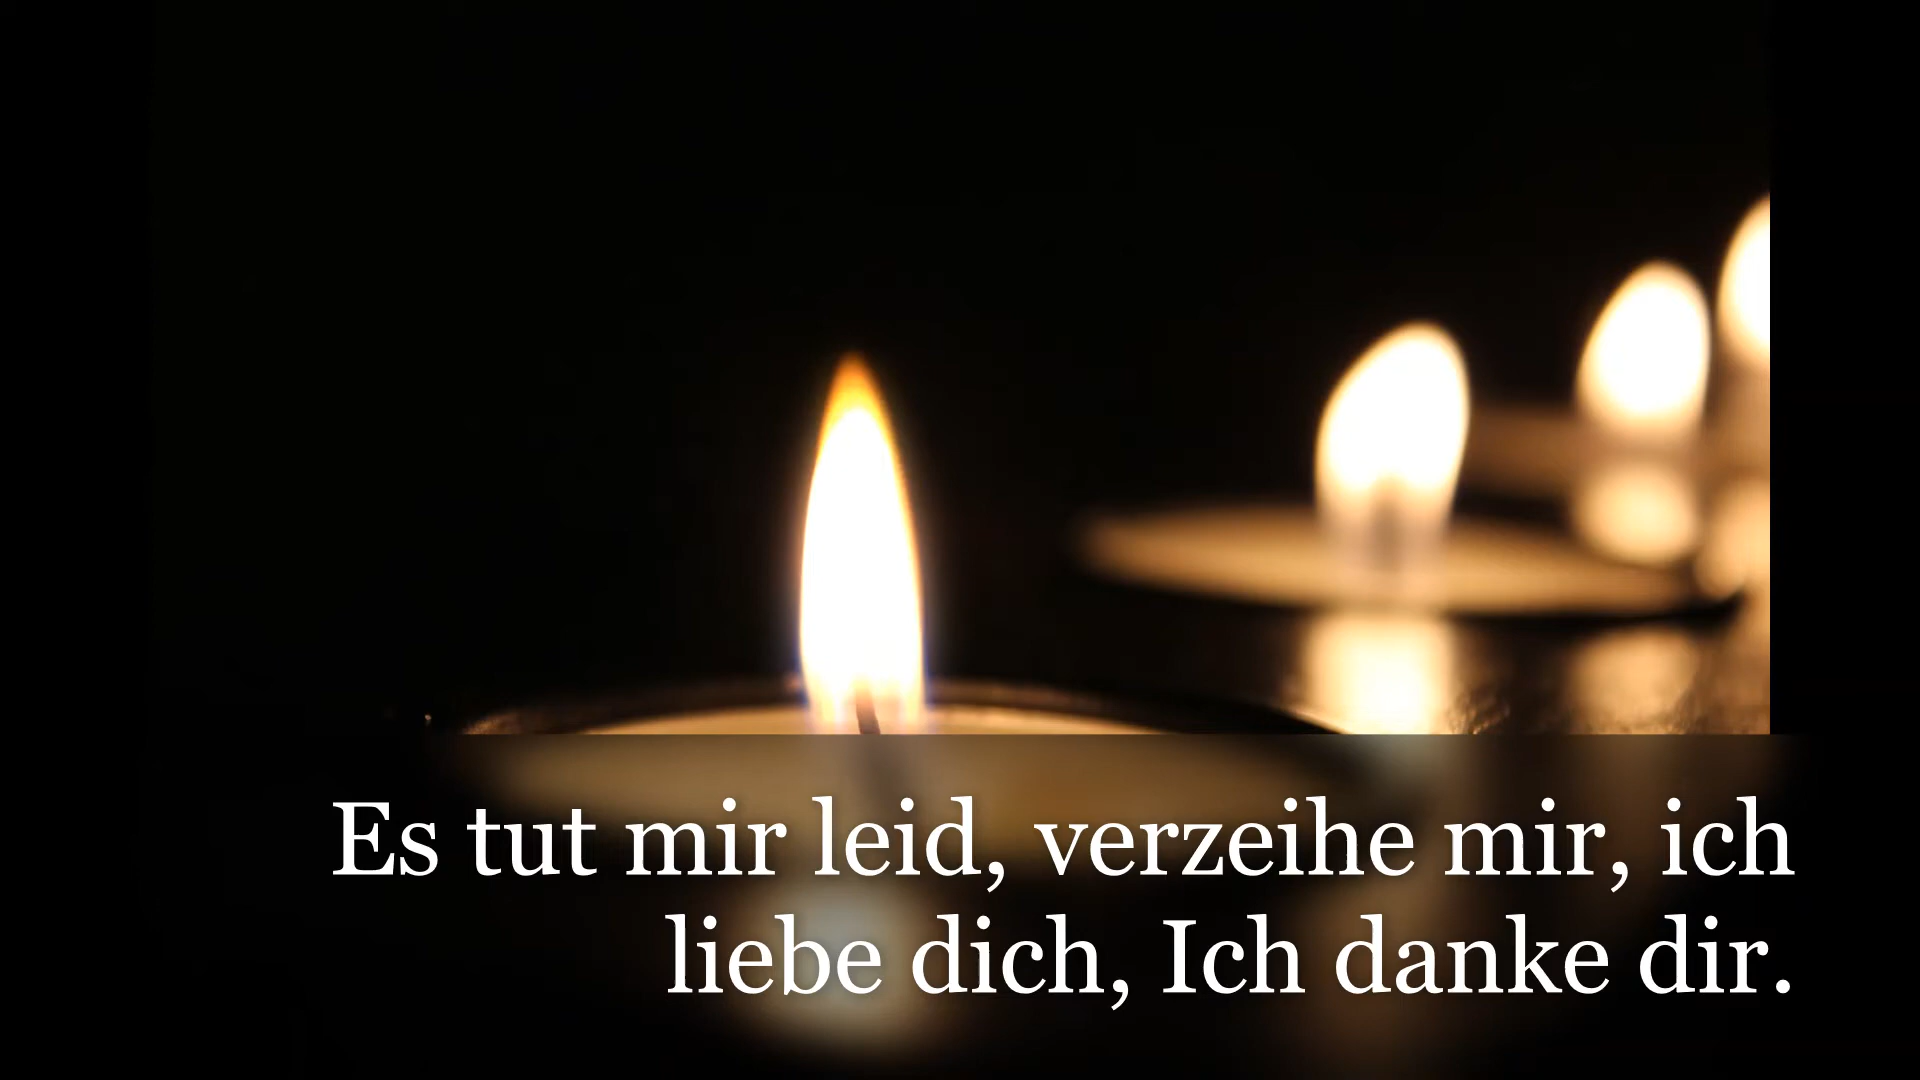 Es tut mir leid, verzeihe mir, ich
liebe dich, Ich danke dir.